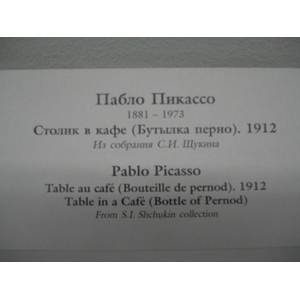 Пабло Пикассо
1881 – 1973
Столик в кафе (Бутылка перно). 1912
Из собрания С.И. Щукина
Pablo Picasso
Table au café (Bouteille de pernod). 1912
Table in a Café (Bottle of Pernod)
From S.I. Shchukin collection